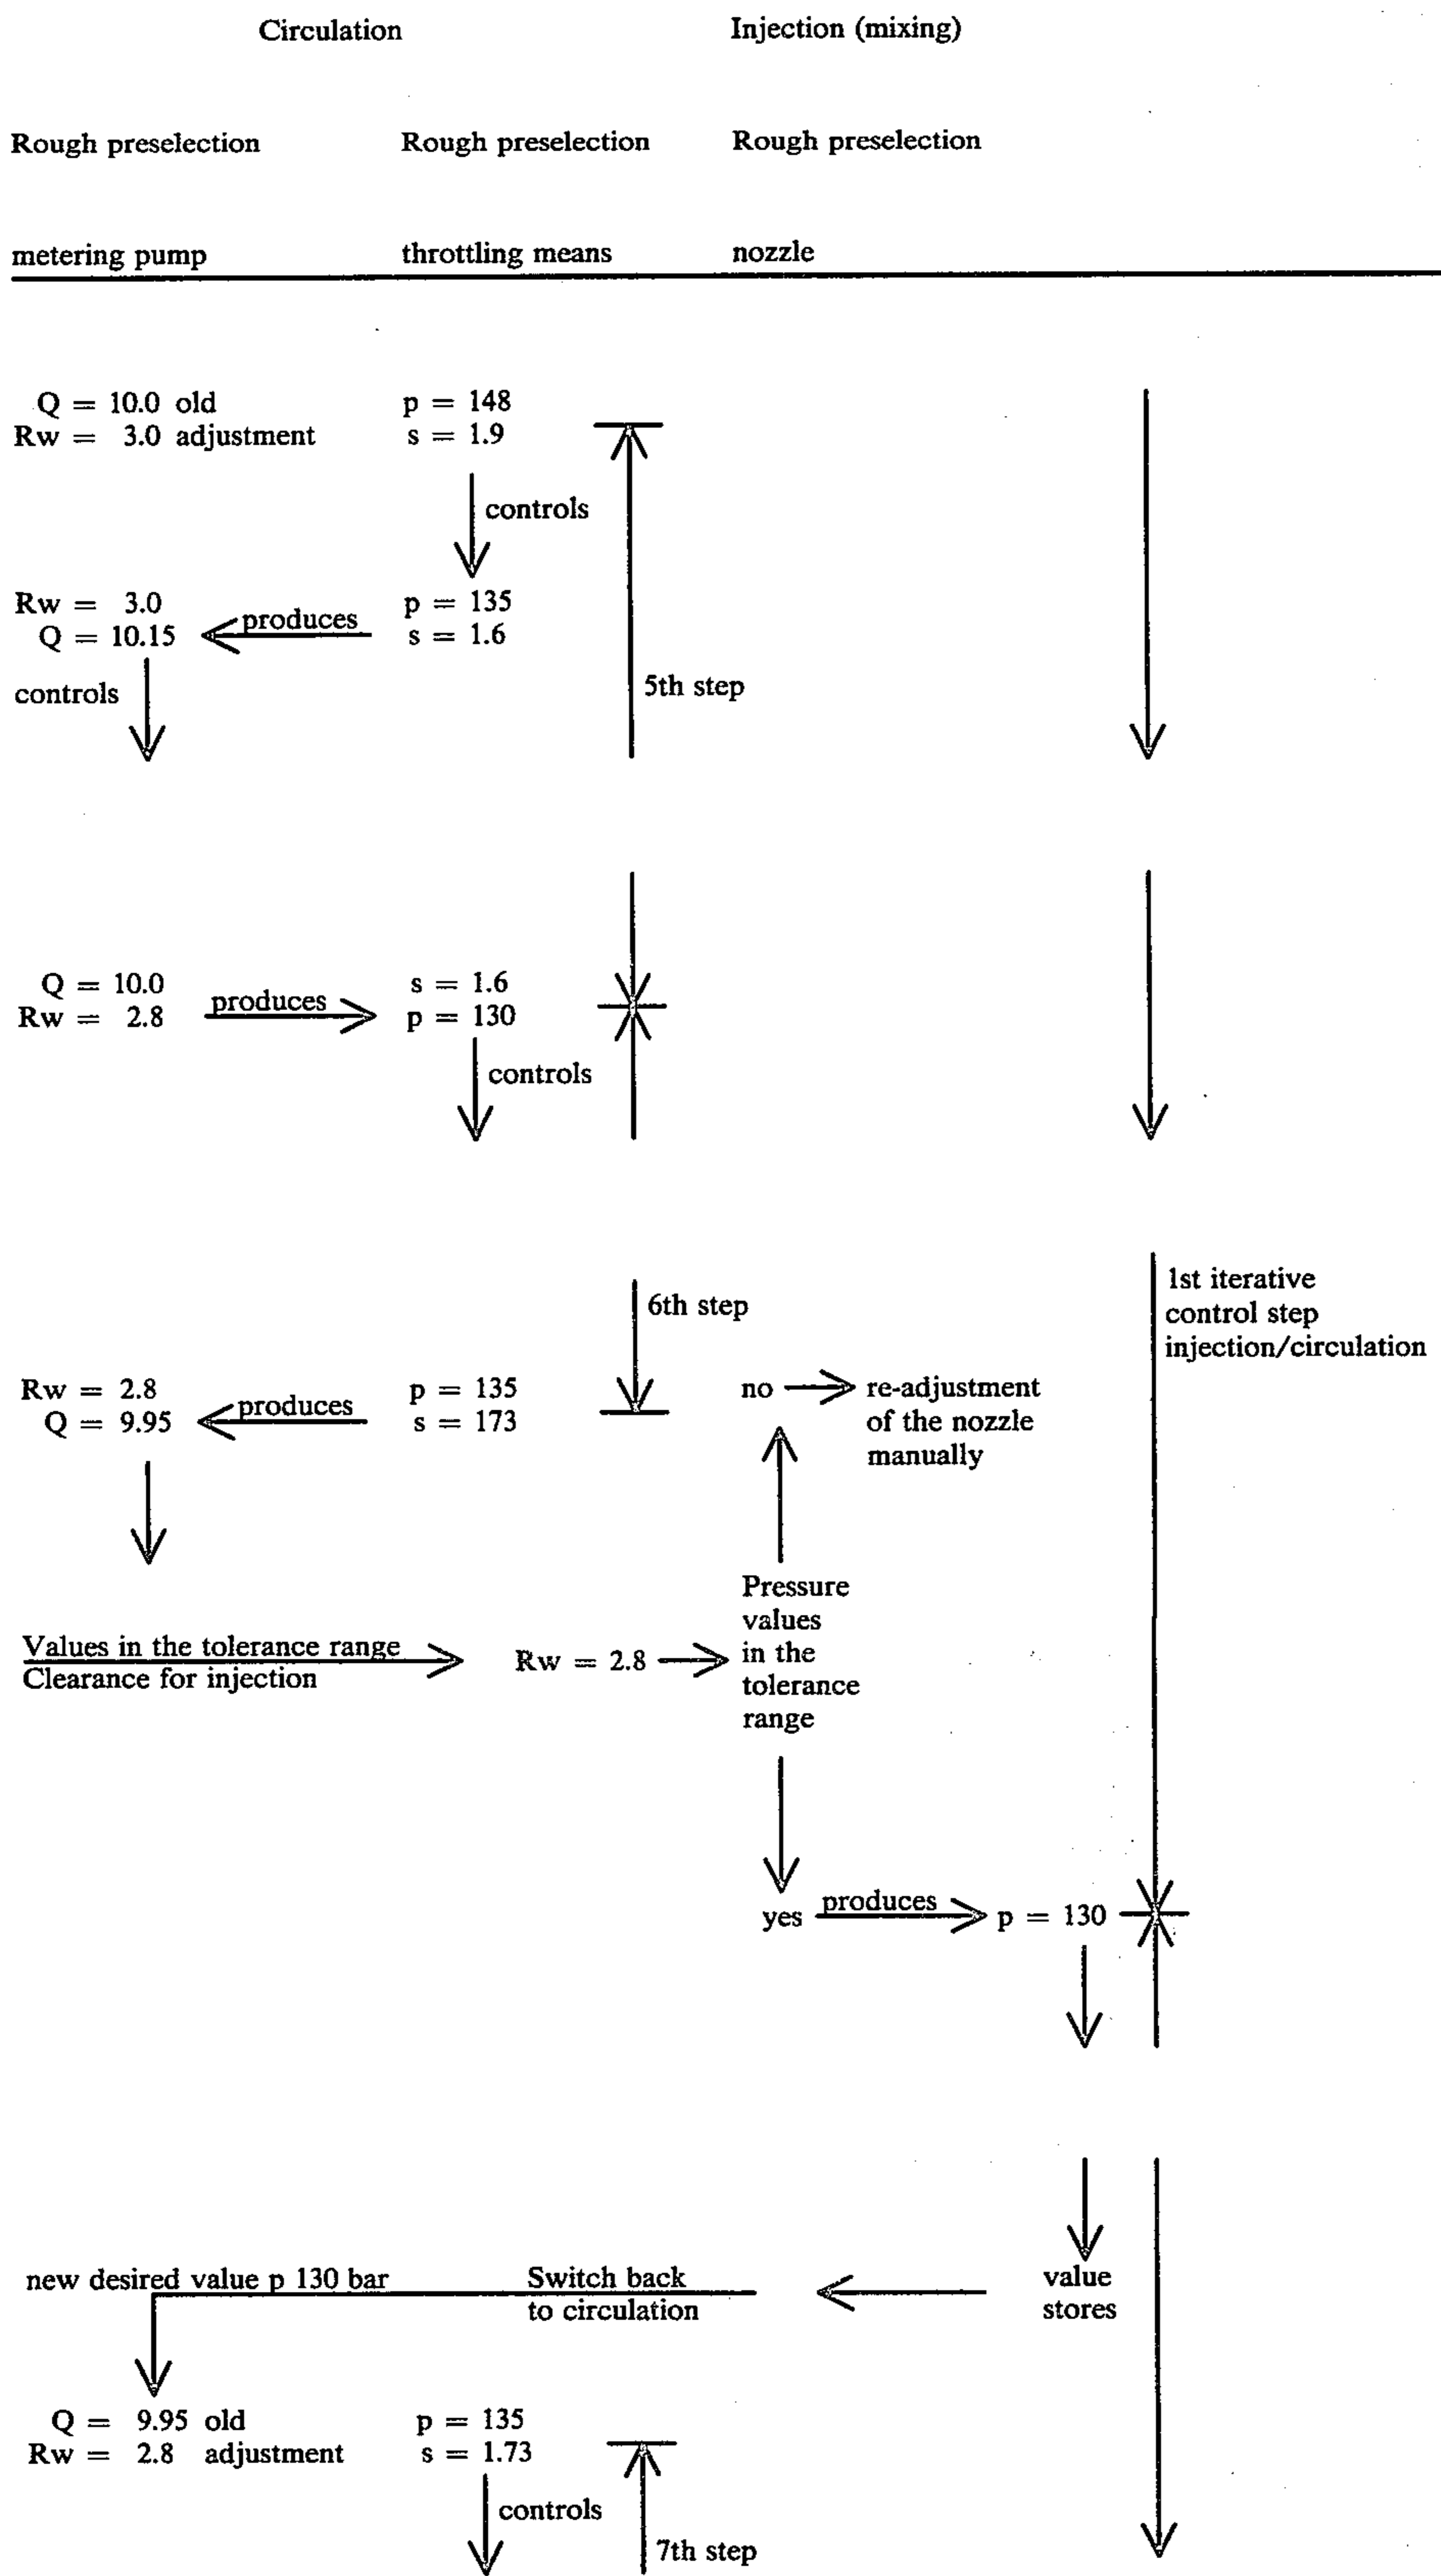 Circulation Injection (mixing)
Rough preselection Rough preselection Rough preselection
metering pump throttling means nozzle
Q = 10.0 old p = 148
Rw = 3.0 adjustment s = 1.9
controls
Rw = 3.0 p = 135
Q = 10.15 produces s = 1.6
controls 5th step
Q = 10.0 s = 1.6
Rw = 2.8 produces p = 130
controls
1st iterative
6th step control step
injection/circulation
Rw = 2.8 p = 135 no re-adjustment
Q = 9.95 produces s = 173 of the nozzle
manually
Pressure
values
Values in the tolerance range Rw = 2.8 in the
Clearance for injection tolerance
range
yes produces p = 130
new desired value p 130 bar Switch back value
to circulation stores
Q = 9.95 old p = 135
Rw = 2.8 adjustment s = 1.73
controls
7th step